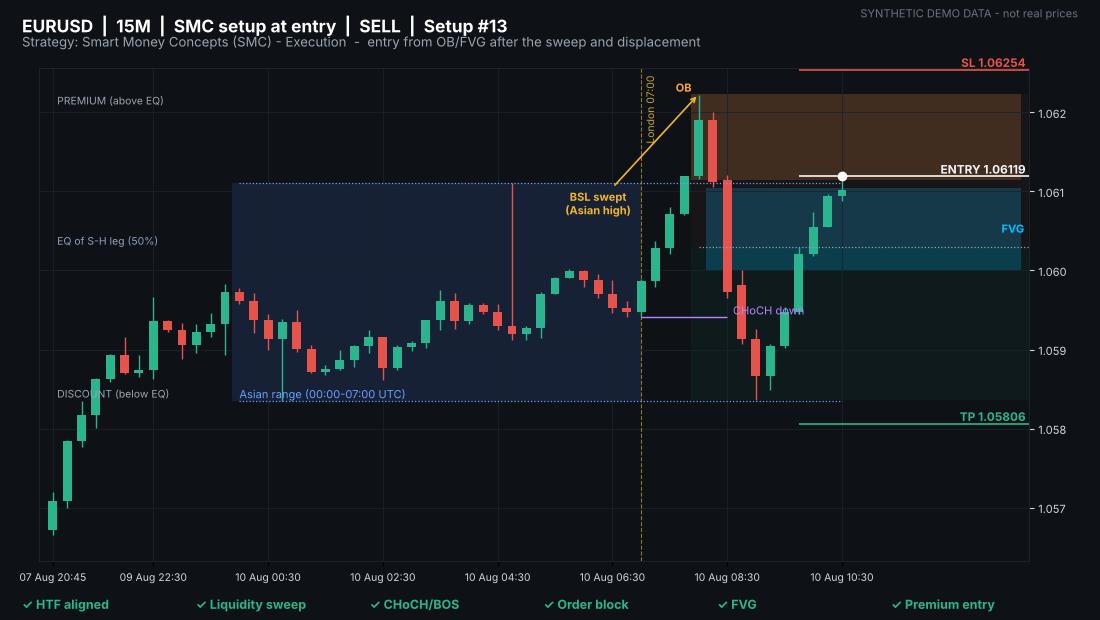 EURUSD | 15M | SMC setup at entry | SELL | Setup #13
SYNTHETIC DEMO DATA - not real prices
Strategy: Smart Money Concepts (SMC) - Execution - entry from OB/FVG after the sweep and displacement
SL 1.06254
London 07:00
OB
PREMIUM (above EQ)
1.062
ENTRY 1.06119
1.061
BSL swept
(Asian high)
FVG
EQ of S-H leg (50%)
1.060
CHoCH down
1.059
DISCOUNT (below EQ)
Asian range (00:00-07:00 UTC)
TP 1.05806
1.058
1.057
07 Aug 20:45
09 Aug 22:30
10 Aug 00:30
10 Aug 02:30
10 Aug 04:30
10 Aug 06:30
10 Aug 08:30
10 Aug 10:30
✓ HTF aligned
✓ Liquidity sweep
✓ CHoCH/BOS
✓ Order block
✓ FVG
✓ Premium entry